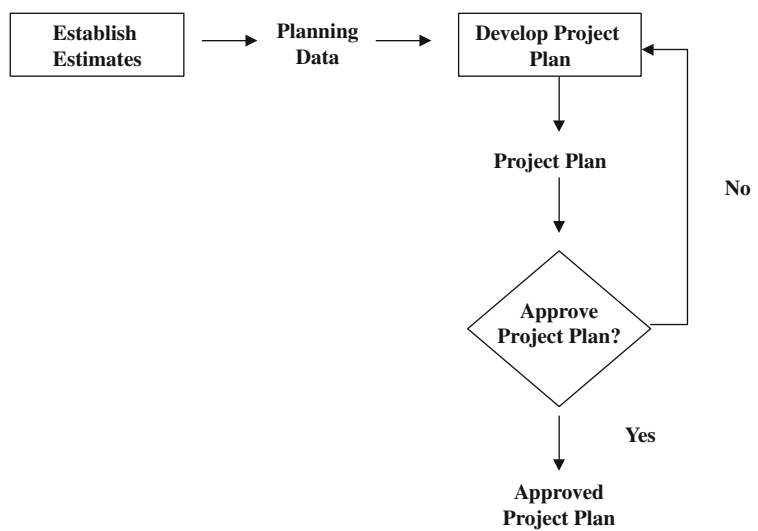 Establish
Estimates
Planning
Data
Develop Project
Plan
Project Plan
No
Approve
Project Plan?
Yes
Approved
Project Plan